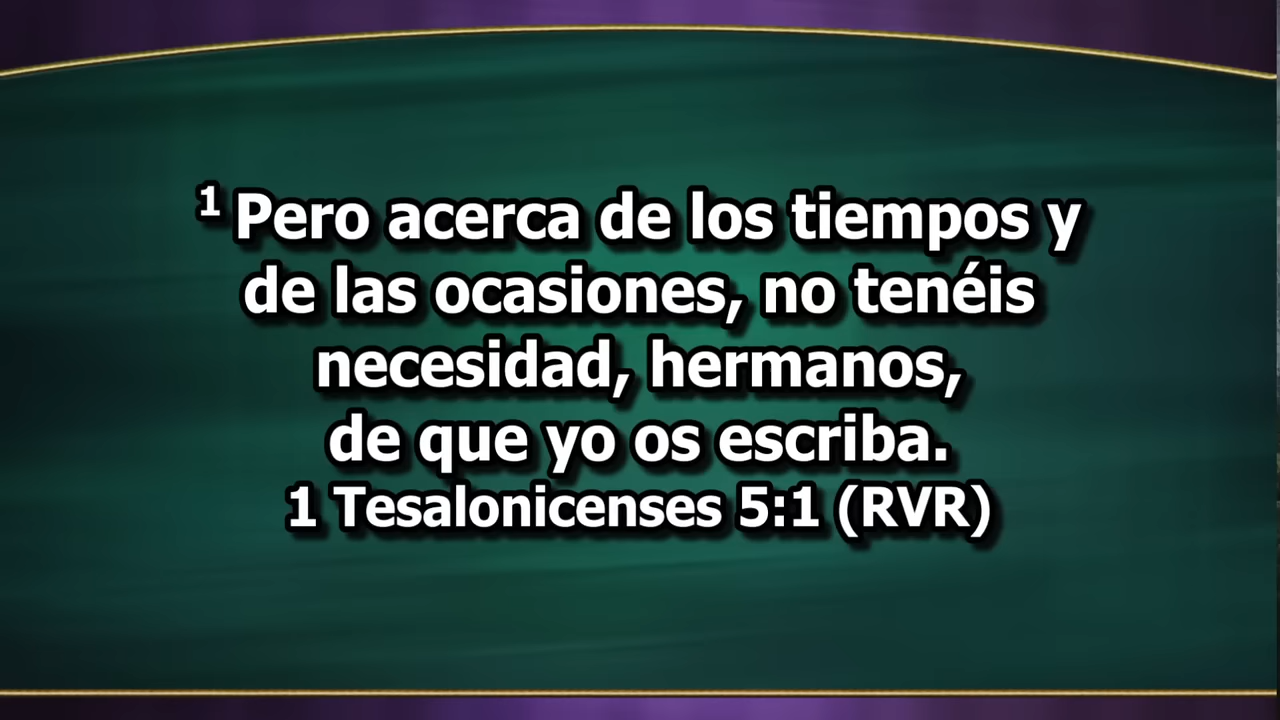 1 Pero acerca de los tiempos y
de las ocasiones, no tenéis
necesidad, hermanos,
de que yo os escriba.
1 Tesalonicenses 5:1 (RVR)